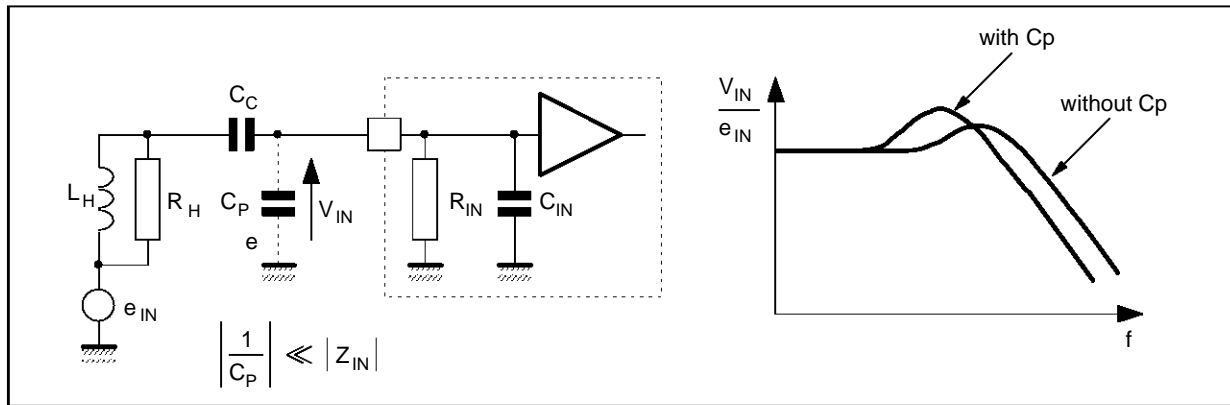 C_C
L_H
R_H
C_P
e
V_IN
R_IN
C_IN
e_IN
|1/C_P| ≪ |Z_IN|
V_IN
e_IN
with Cp
without Cp
f